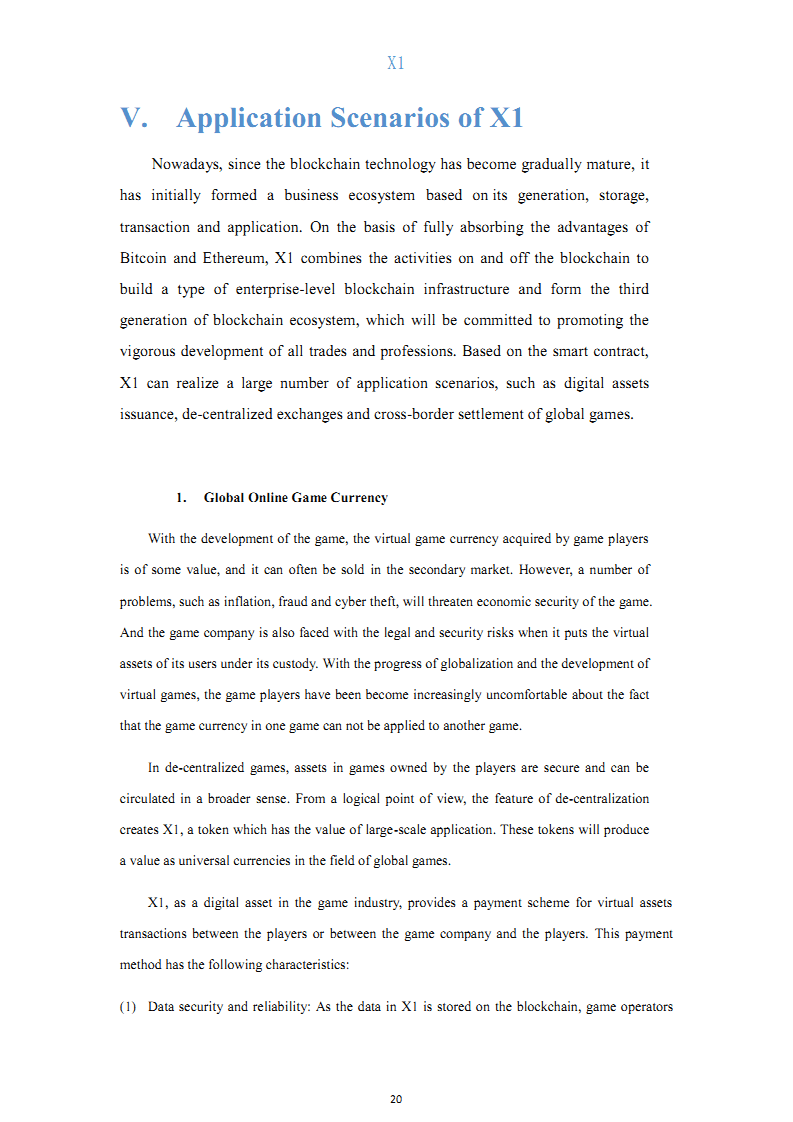 X1
V. Application Scenarios of X1
Nowadays, since the blockchain technology has become gradually mature, it
has initially formed a business ecosystem based on its generation, storage,
transaction and application. On the basis of fully absorbing the advantages of
Bitcoin and Ethereum, X1 combines the activities on and off the blockchain to
build a type of enterprise-level blockchain infrastructure and form the third
generation of blockchain ecosystem, which will be committed to promoting the
vigorous development of all trades and professions. Based on the smart contract,
X1 can realize a large number of application scenarios, such as digital assets
issuance, de-centralized exchanges and cross-border settlement of global games.
1. Global Online Game Currency
With the development of the game, the virtual game currency acquired by game players
is of some value, and it can often be sold in the secondary market. However, a number of
problems, such as inflation, fraud and cyber theft, will threaten economic security of the game.
And the game company is also faced with the legal and security risks when it puts the virtual
assets of its users under its custody. With the progress of globalization and the development of
virtual games, the game players have been become increasingly uncomfortable about the fact
that the game currency in one game can not be applied to another game.
In de-centralized games, assets in games owned by the players are secure and can be
circulated in a broader sense. From a logical point of view, the feature of de-centralization
creates X1, a token which has the value of large-scale application. These tokens will produce
a value as universal currencies in the field of global games.
X1, as a digital asset in the game industry, provides a payment scheme for virtual assets
transactions between the players or between the game company and the players. This payment
method has the following characteristics:
(1) Data security and reliability: As the data in X1 is stored on the blockchain, game operators
20